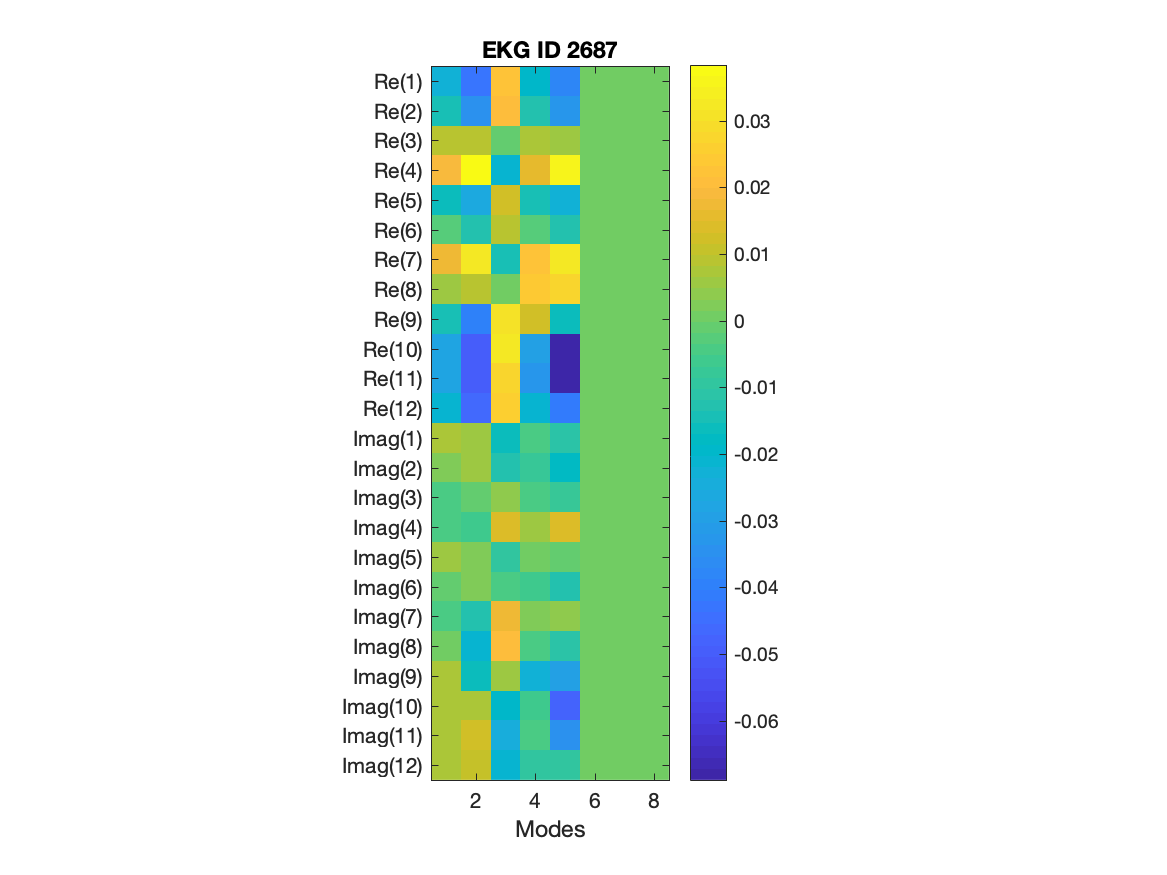 EKG ID 2687
Re(1)
Re(2)
Re(3)
Re(4)
Re(5)
Re(6)
Re(7)
Re(8)
Re(9)
Re(10)
Re(11)
Re(12)
Imag(1)
Imag(2)
Imag(3)
Imag(4)
Imag(5)
Imag(6)
Imag(7)
Imag(8)
Imag(9)
Imag(10)
Imag(11)
Imag(12)
2 4 6 8
Modes
0.03
0.02
0.01
0
-0.01
-0.02
-0.03
-0.04
-0.05
-0.06